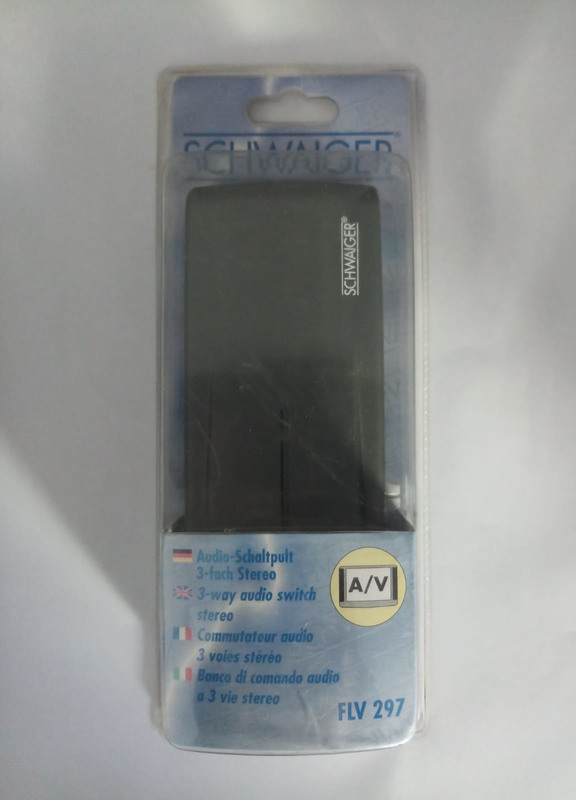 SCHWAIGER®
SCHWAIGER®
Audio-Schaltpult
3-fach Stereo
3-way audio switch
stereo
Commutateur audio
3 voies stéréo
Banco di comando audio
a 3 vie stereo
A/V
FLV 297